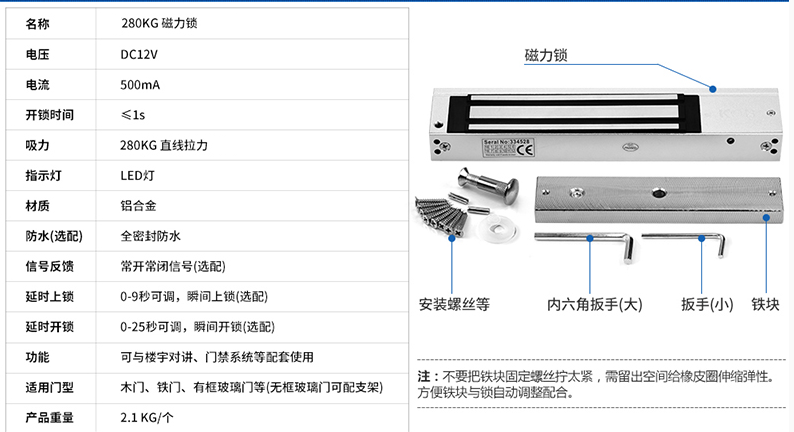 名称 280KG 磁力锁
电压 DC12V
电流 500mA
开锁时间 ≤1s
吸力 280KG 直线拉力
指示灯 LED灯
材质 铝合金
防水(选配) 全密封防水
信号反馈 常开常闭信号(选配)
延时上锁 0-9秒可调，瞬间上锁(选配)
延时开锁 0-25秒可调，瞬间开锁(选配)
功能 可与楼宇对讲、门禁系统等配套使用
适用门型 木门、铁门、有框玻璃门等(无框玻璃门可配支架)
产品重量 2.1 KG/个
磁力锁
Seral No:334528
CE
安装螺丝等
内六角扳手(大)
扳手(小)
铁块
注：不要把铁块固定螺丝拧太紧，需留出空间给橡皮圈伸缩弹性。
方便铁块与锁自动调整配合。